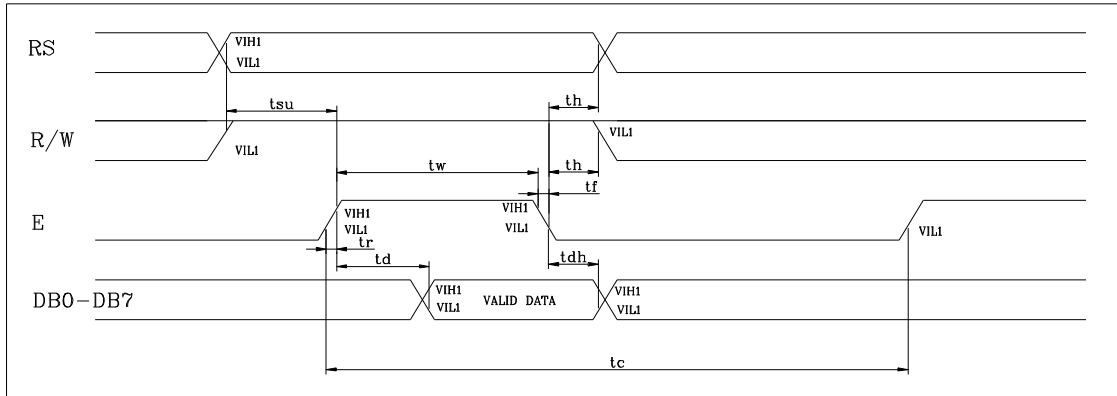 RS
VIH1
VIL1
tsu
th
R/W
VIL1
VIL1
tw
th
tf
E
VIH1
VIL1
VIH1
VIL1
VIL1
tr
td
tdh
DB0-DB7
VIH1
VIL1
VALID DATA
VIH1
VIL1
tc